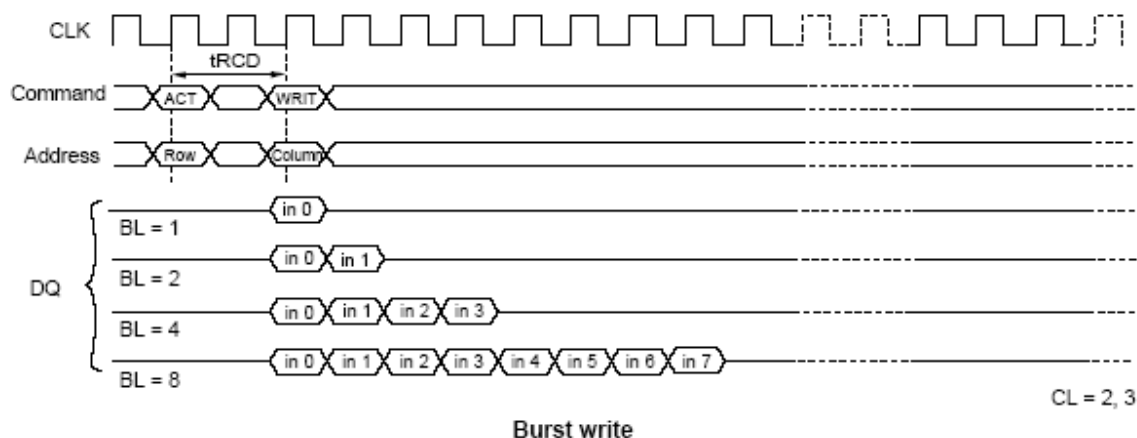 CLK
tRCD
Command ACT WRIT
Address Row Column
in 0
BL = 1
in 0 in 1
BL = 2
DQ
in 0 in 1 in 2 in 3
BL = 4
in 0 in 1 in 2 in 3 in 4 in 5 in 6 in 7
BL = 8
CL = 2, 3
Burst write